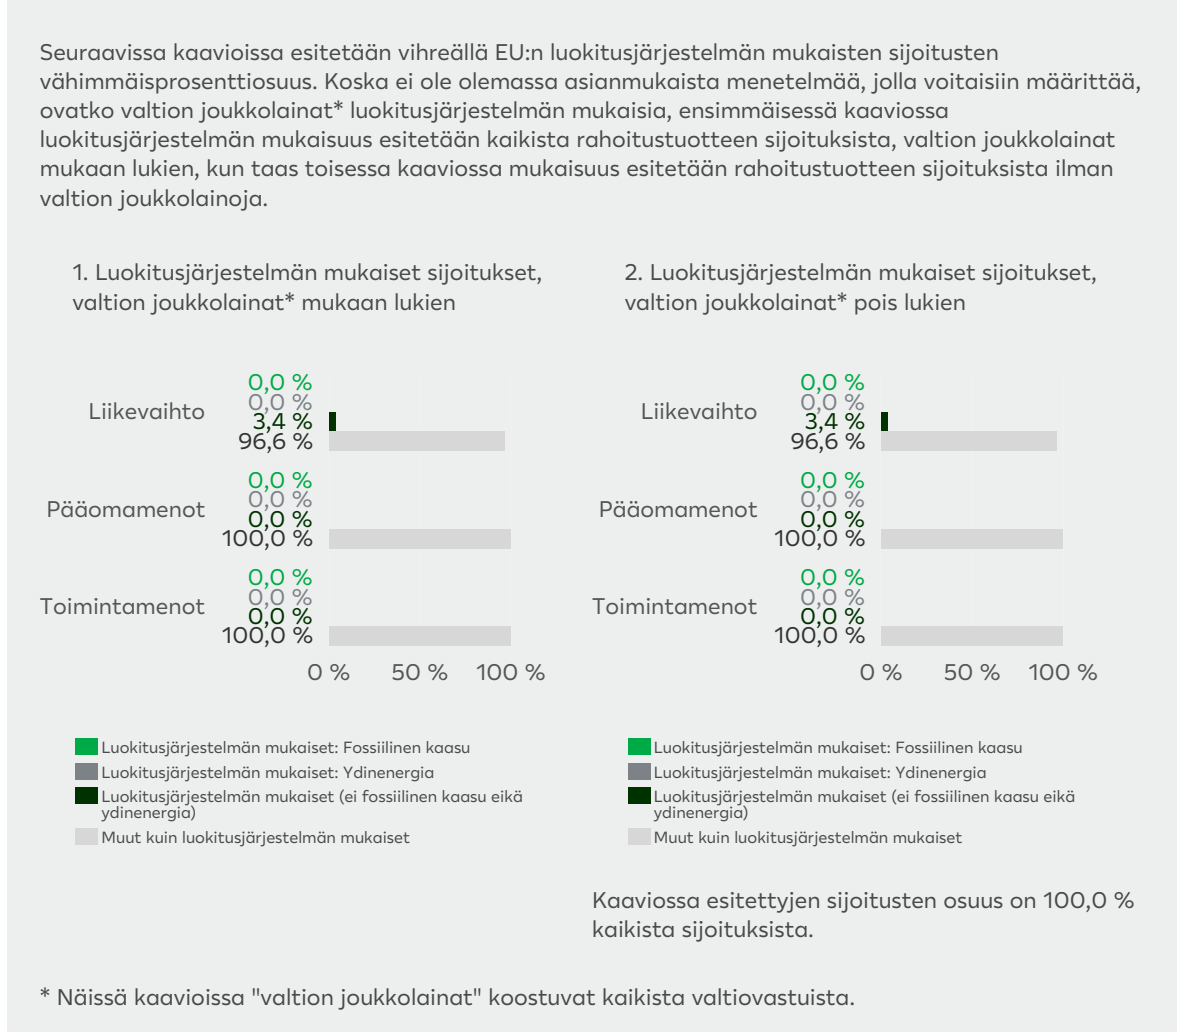 Seuraavissa kaavioissa esitetään vihreällä EU:n luokitusjärjestelmän mukaisten sijoitusten
vähimmäisprosenttiosuus. Koska ei ole olemassa asianmukaista menetelmää, jolla voitaisiin määrittää,
ovatko valtion joukkolainat* luokitusjärjestelmän mukaisia, ensimmäisessä kaaviossa
luokitusjärjestelmän mukaisuus esitetään kaikista rahoitustuotteen sijoituksista, valtion joukkolainat
mukaan lukien, kun taas toisessa kaaviossa mukaisuus esitetään rahoitustuotteen sijoituksista ilman
valtion joukkolainoja.
1. Luokitusjärjestelmän mukaiset sijoitukset,
valtion joukkolainat* mukaan lukien
Liikevaihto
0,0 %
0,0 %
3,4 %
96,6 %
Pääomamenot
0,0 %
0,0 %
0,0 %
100,0 %
Toimintamenot
0,0 %
0,0 %
0,0 %
100,0 %
0 % 50 % 100 %
Luokitusjärjestelmän mukaiset: Fossiilinen kaasu
Luokitusjärjestelmän mukaiset: Ydinenergia
Luokitusjärjestelmän mukaiset (ei fossiilinen kaasu eikä
ydinenergia)
Muut kuin luokitusjärjestelmän mukaiset
2. Luokitusjärjestelmän mukaiset sijoitukset,
valtion joukkolainat* pois lukien
Liikevaihto
0,0 %
0,0 %
3,4 %
96,6 %
Pääomamenot
0,0 %
0,0 %
0,0 %
100,0 %
Toimintamenot
0,0 %
0,0 %
0,0 %
100,0 %
0 % 50 % 100 %
Luokitusjärjestelmän mukaiset: Fossiilinen kaasu
Luokitusjärjestelmän mukaiset: Ydinenergia
Luokitusjärjestelmän mukaiset (ei fossiilinen kaasu eikä
ydinenergia)
Muut kuin luokitusjärjestelmän mukaiset
Kaaviossa esitettyjen sijoitusten osuus on 100,0 %
kaikista sijoituksista.
* Näissä kaavioissa "valtion joukkolainat" koostuvat kaikista valtiovastuista.